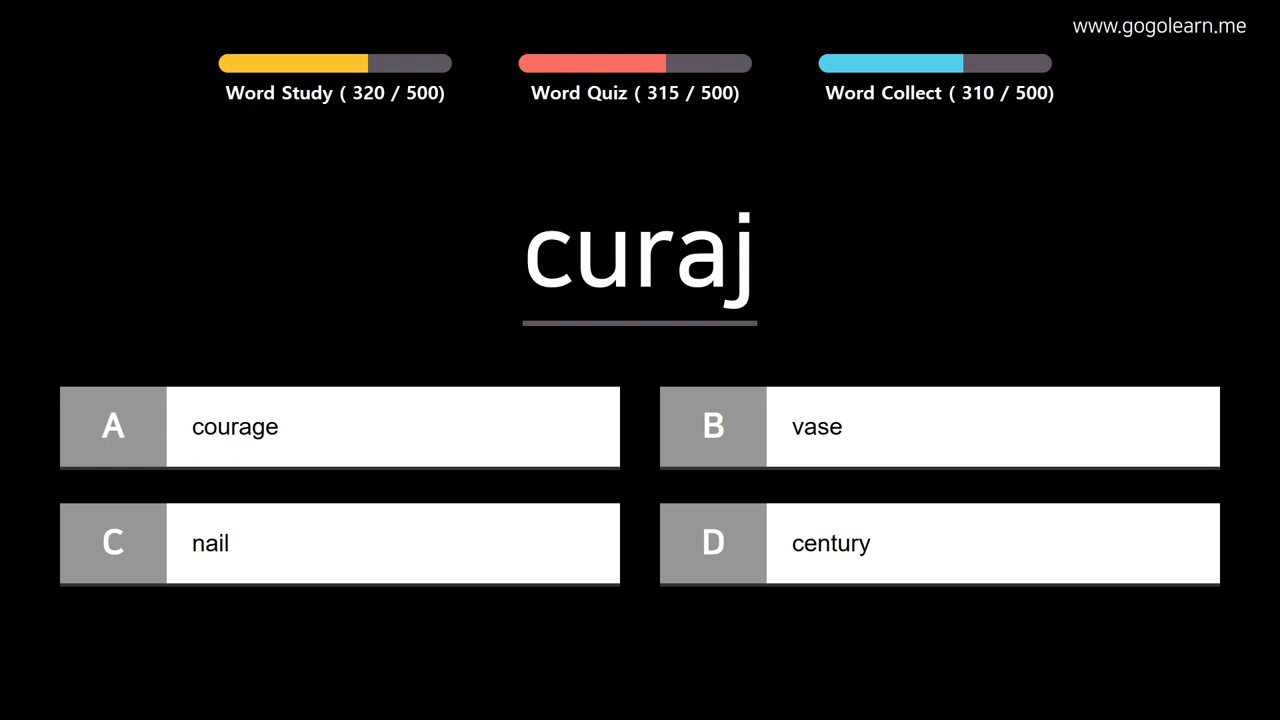 www.gogolearn.me
Word Study ( 320 / 500)
Word Quiz ( 315 / 500)
Word Collect ( 310 / 500)
curaj
A courage
B vase
C nail
D century